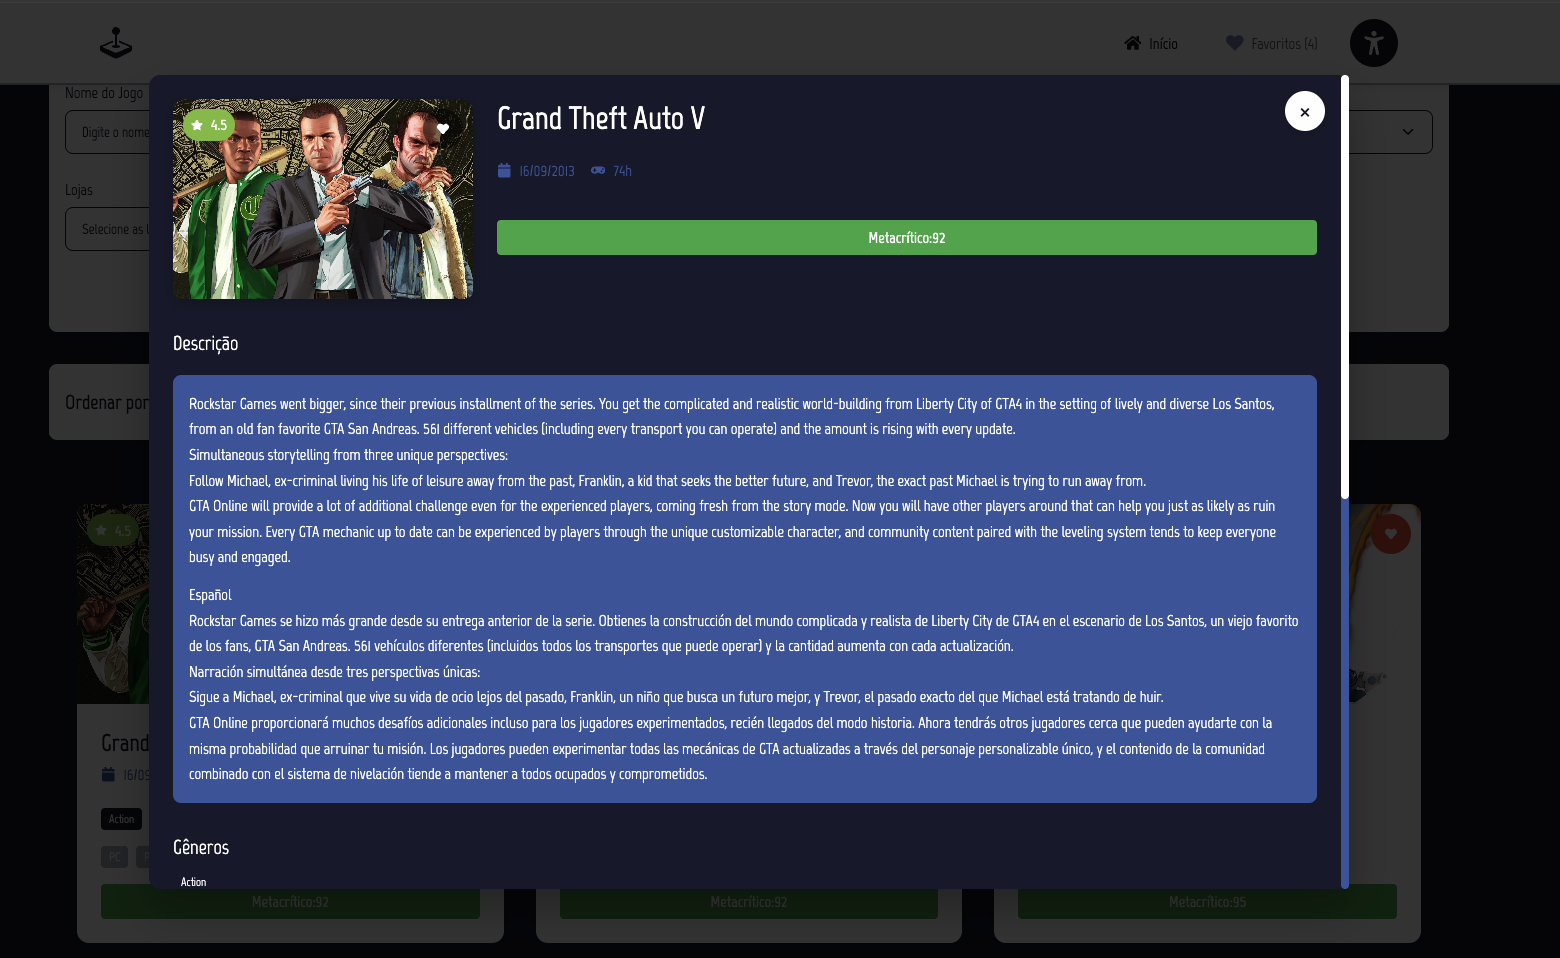 Início
Favoritos (4)
Nome do Jogo
Digite o nome
Lojas
Selecione as
Ordenar por
4.5
Grand Theft Auto V
16/09/2013
74h
Metacrítico:92
Descrição
Rockstar Games went bigger, since their previous installment of the series. You get the complicated and realistic world-building from Liberty City of GTA4 in the setting of lively and diverse Los Santos,
from an old fan favorite GTA San Andreas. 561 different vehicles (including every transport you can operate) and the amount is rising with every update.
Simultaneous storytelling from three unique perspectives:
Follow Michael, ex-criminal living his life of leisure away from the past, Franklin, a kid that seeks the better future, and Trevor, the exact past Michael is trying to run away from.
GTA Online will provide a lot of additional challenge even for the experienced players, coming fresh from the story mode. Now you will have other players around that can help you just as likely as ruin
your mission. Every GTA mechanic up to date can be experienced by players through the unique customizable character, and community content paired with the leveling system tends to keep everyone
busy and engaged.
Español
Rockstar Games se hizo más grande desde su entrega anterior de la serie. Obtienes la construcción del mundo complicada y realista de Liberty City de GTA4 en el escenario de Los Santos, un viejo favorito
de los fans, GTA San Andreas. 561 vehículos diferentes (incluidos todos los transportes que puede operar) y la cantidad aumenta con cada actualización.
Narración simultánea desde tres perspectivas únicas:
Sigue a Michael, ex-criminal que vive su vida de ocio lejos del pasado, Franklin, un niño que busca un futuro mejor, y Trevor, el pasado exacto del que Michael está tratando de huir.
GTA Online proporcionará muchos desafíos adicionales incluso para los jugadores experimentados, recién llegados del modo historia. Ahora tendrás otros jugadores cerca que pueden ayudarte con la
misma probabilidad que arruinar tu misión. Los jugadores pueden experimentar todas las mecánicas de GTA actualizadas a través del personaje personalizable único, y el contenido de la comunidad
combinado con el sistema de nivelación tiende a mantener a todos ocupados y comprometidos.
Gêneros
Action
4.5
Grand
16/09
Action
PC
Metacrítico:92
Metacrítico:92
Metacrítico:95